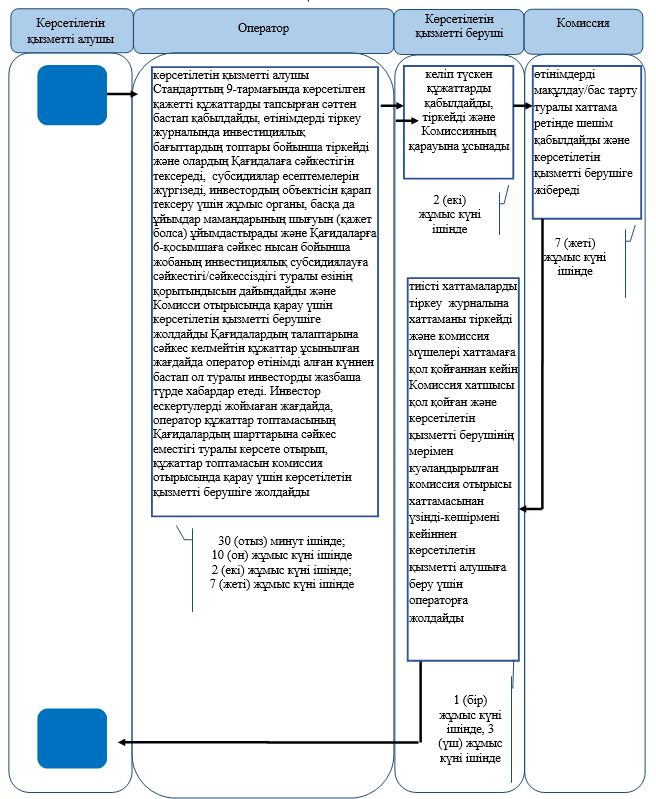 Көрсетілетін
қызметті алушы
Оператор
Көрсетілетін
қызметті беруші
Комиссия
көрсетілетін қызметті алушы
Стандарттың 9-тармағында көрсетілген
қажетті құжаттарды тапсырған сәттен
бастап қабылдайды, өтінімдерді тіркеу
журналында инвестициялық
бағыттардың топтары бойынша тіркейді
және олардың Қағидалаға сәйкестігін
тексереді,  субсидиялар есептемелерін
жүргізеді, инвестордың объектісін қарап
тексеру үшін жұмыс органы, басқа да
ұйымдар мамандарының шығуын (қажет
болса) ұйымдастырады және Қағидаларға
6-қосымшаға сәйкес нысан бойынша
жобаның инвестициялық субсидиялауға
сәйкестігі/сәйкессіздігі туралы өзінің
қорытындысын дайындайды және
Комисси отырысында қарау үшін
көрсетілетін қызметті берушіге
жолдайды Қағидалардың талаптарына
сәйкес келмейтін құжаттар ұсынылған
жағдайда оператор өтінімді алған күннен
бастап ол туралы инвесторды жазбаша
түрде хабардар етеді. Инвестор
ескертулерді жоймаған жағдайда,
оператор құжаттар топтамасының
Қағидалардың шарттарына сәйкес
еместігі туралы көрсете отырып,
құжаттар топтамасын комиссия
отырысында қарау үшін көрсетілетін
қызметті берушіге жолдайды
30 (отыз) минут ішінде;
10 (он) жұмыс күні ішінде
2 (екі) жұмыс күні ішінде;
7 (жеті) жұмыс күні ішінде
келіп түскен
құжаттарды
қабылдайды,
тіркейді және
Комиссияның
қарауына ұсынады
2 (екі)
жұмыс күні
ішінде
өтінімдерді
мақұлдау/бас тарту
туралы хаттама
ретінде шешім
қабылдайды және
көрсетілетін
қызметті берушіге
жібереді
7 (жеті)
жұмыс күні
ішінде
тиісті хаттамаларды
тіркеу  журналына
хаттаманы тіркейді
және комиссия
мүшелері хаттамаға
қол қойғаннан кейін
Комиссия хатшысы
қол қойған және
көрсетілетін
қызметті берушінің
мөрімен
куәландырылған
комиссия отырысы
хаттамасынан
үзінді-көшірмені
кейіннен
көрсетілетін
қызметті алушыға
беру үшін
операторға
жолдайды
1 (бір)
жұмыс күні
ішінде, 3
(үш) жұмыс
күні ішінде